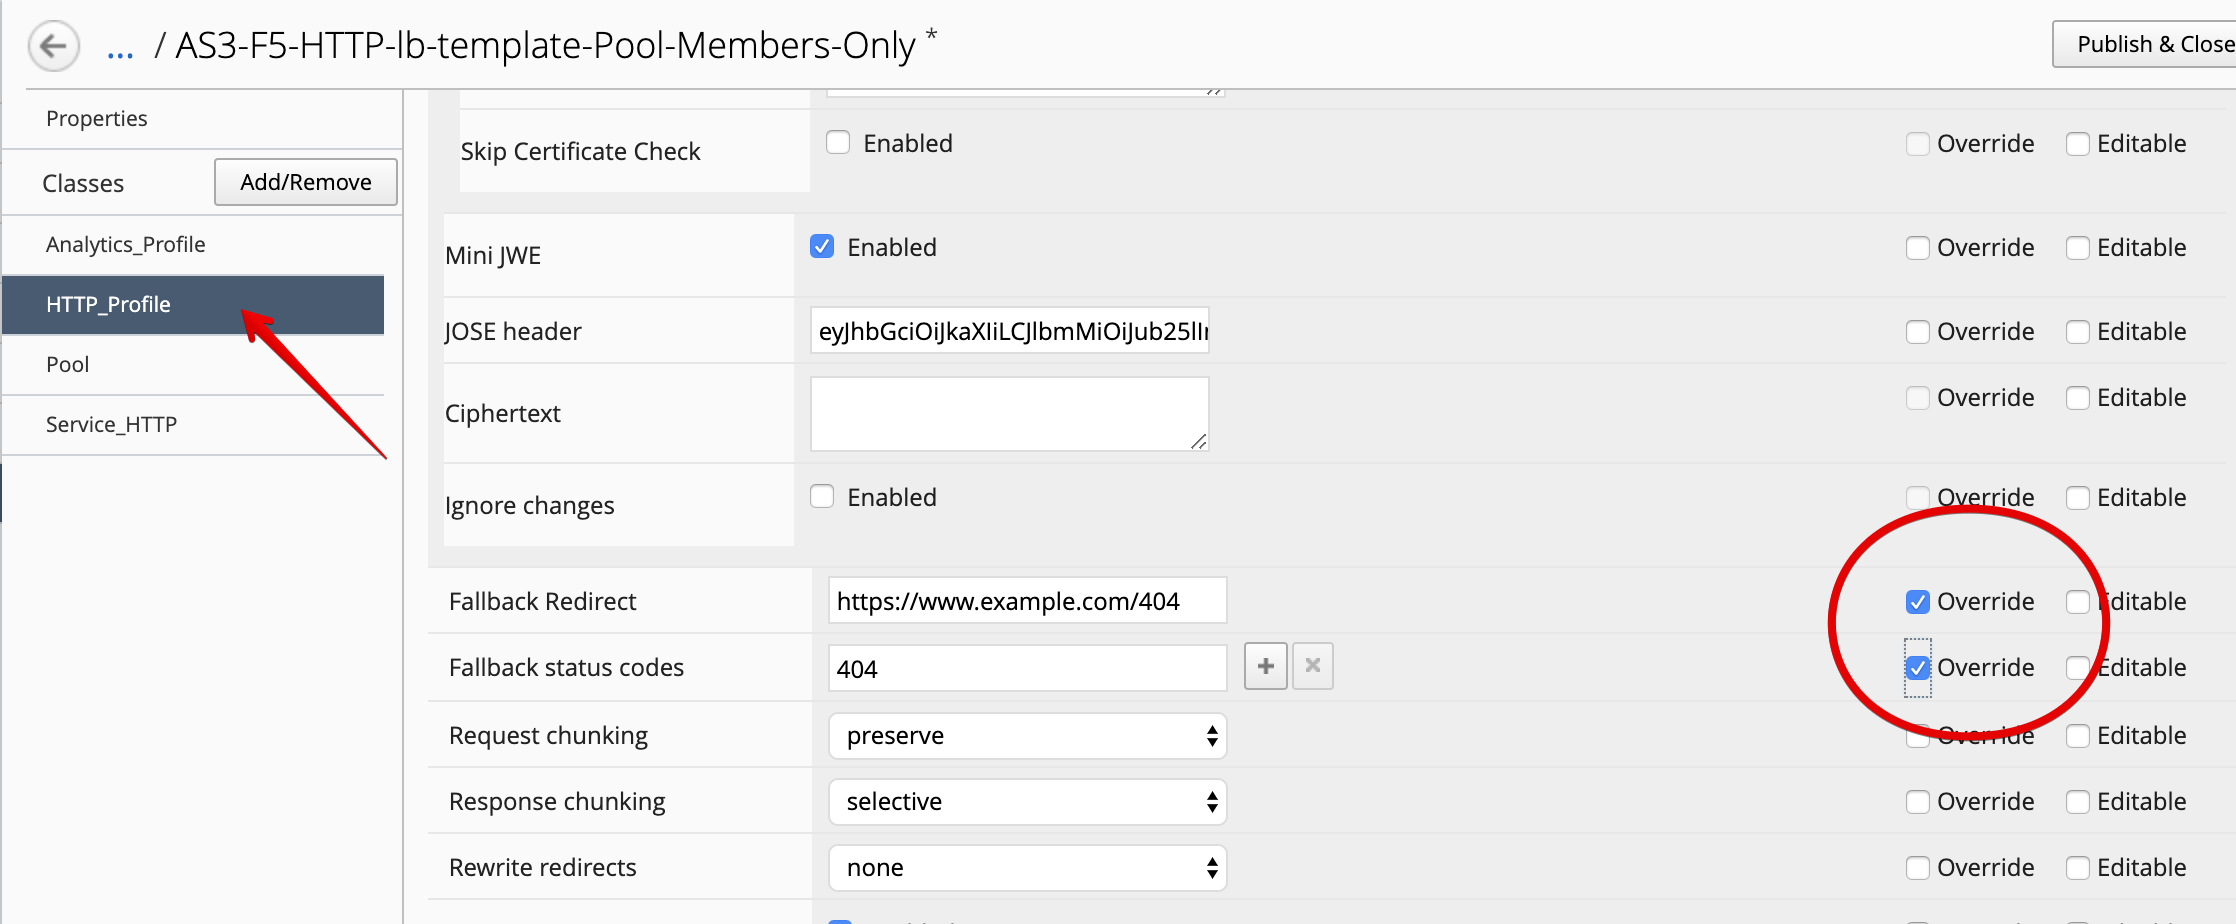 ... / AS3-F5-HTTP-lb-template-Pool-Members-Only * Publish & Close
Properties
Classes Add/Remove
Analytics_Profile
HTTP_Profile
Pool
Service_HTTP
Skip Certificate Check Enabled Override Editable
Mini JWE Enabled Override Editable
JOSE header eyJhbGciOiJkaXIiLCJlbmMiOiJub25lIr Override Editable
Ciphertext Override Editable
Ignore changes Enabled Override Editable
Fallback Redirect https://www.example.com/404 Override Editable
Fallback status codes 404 + × Override Editable
Request chunking preserve Override Editable
Response chunking selective Override Editable
Rewrite redirects none Override Editable